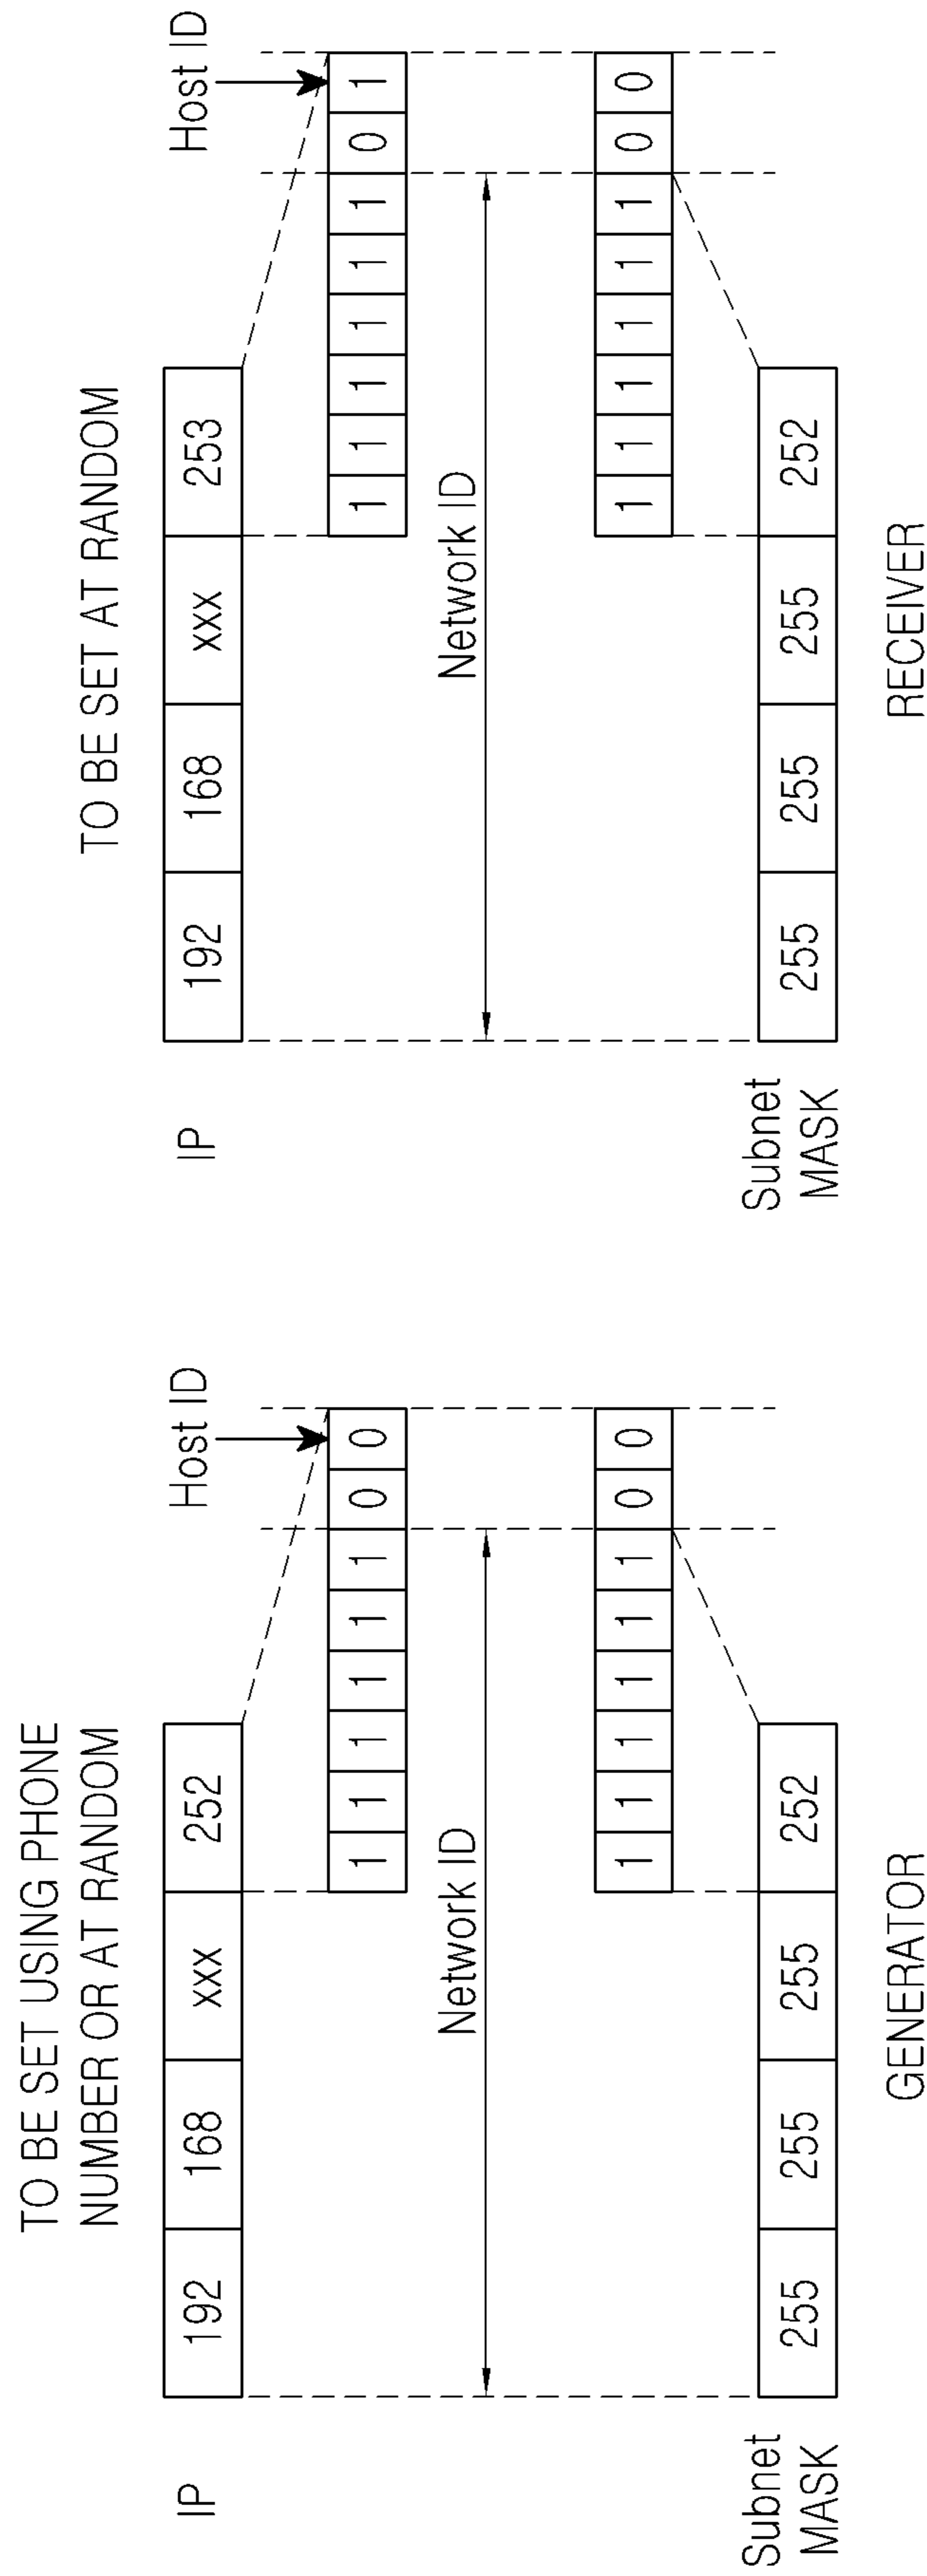 TO BE SET USING PHONE
NUMBER OR AT RANDOM
Host ID
IP
192 168 xxx 252
1 1 1 1 1 1 0 0
Network ID
1 1 1 1 1 1 0 0
Subnet
MASK
255 255 255 252
GENERATOR
TO BE SET AT RANDOM
Host ID
IP
192 168 xxx 253
1 1 1 1 1 1 0 1
Network ID
1 1 1 1 1 1 0 0
Subnet
MASK
255 255 255 252
RECEIVER